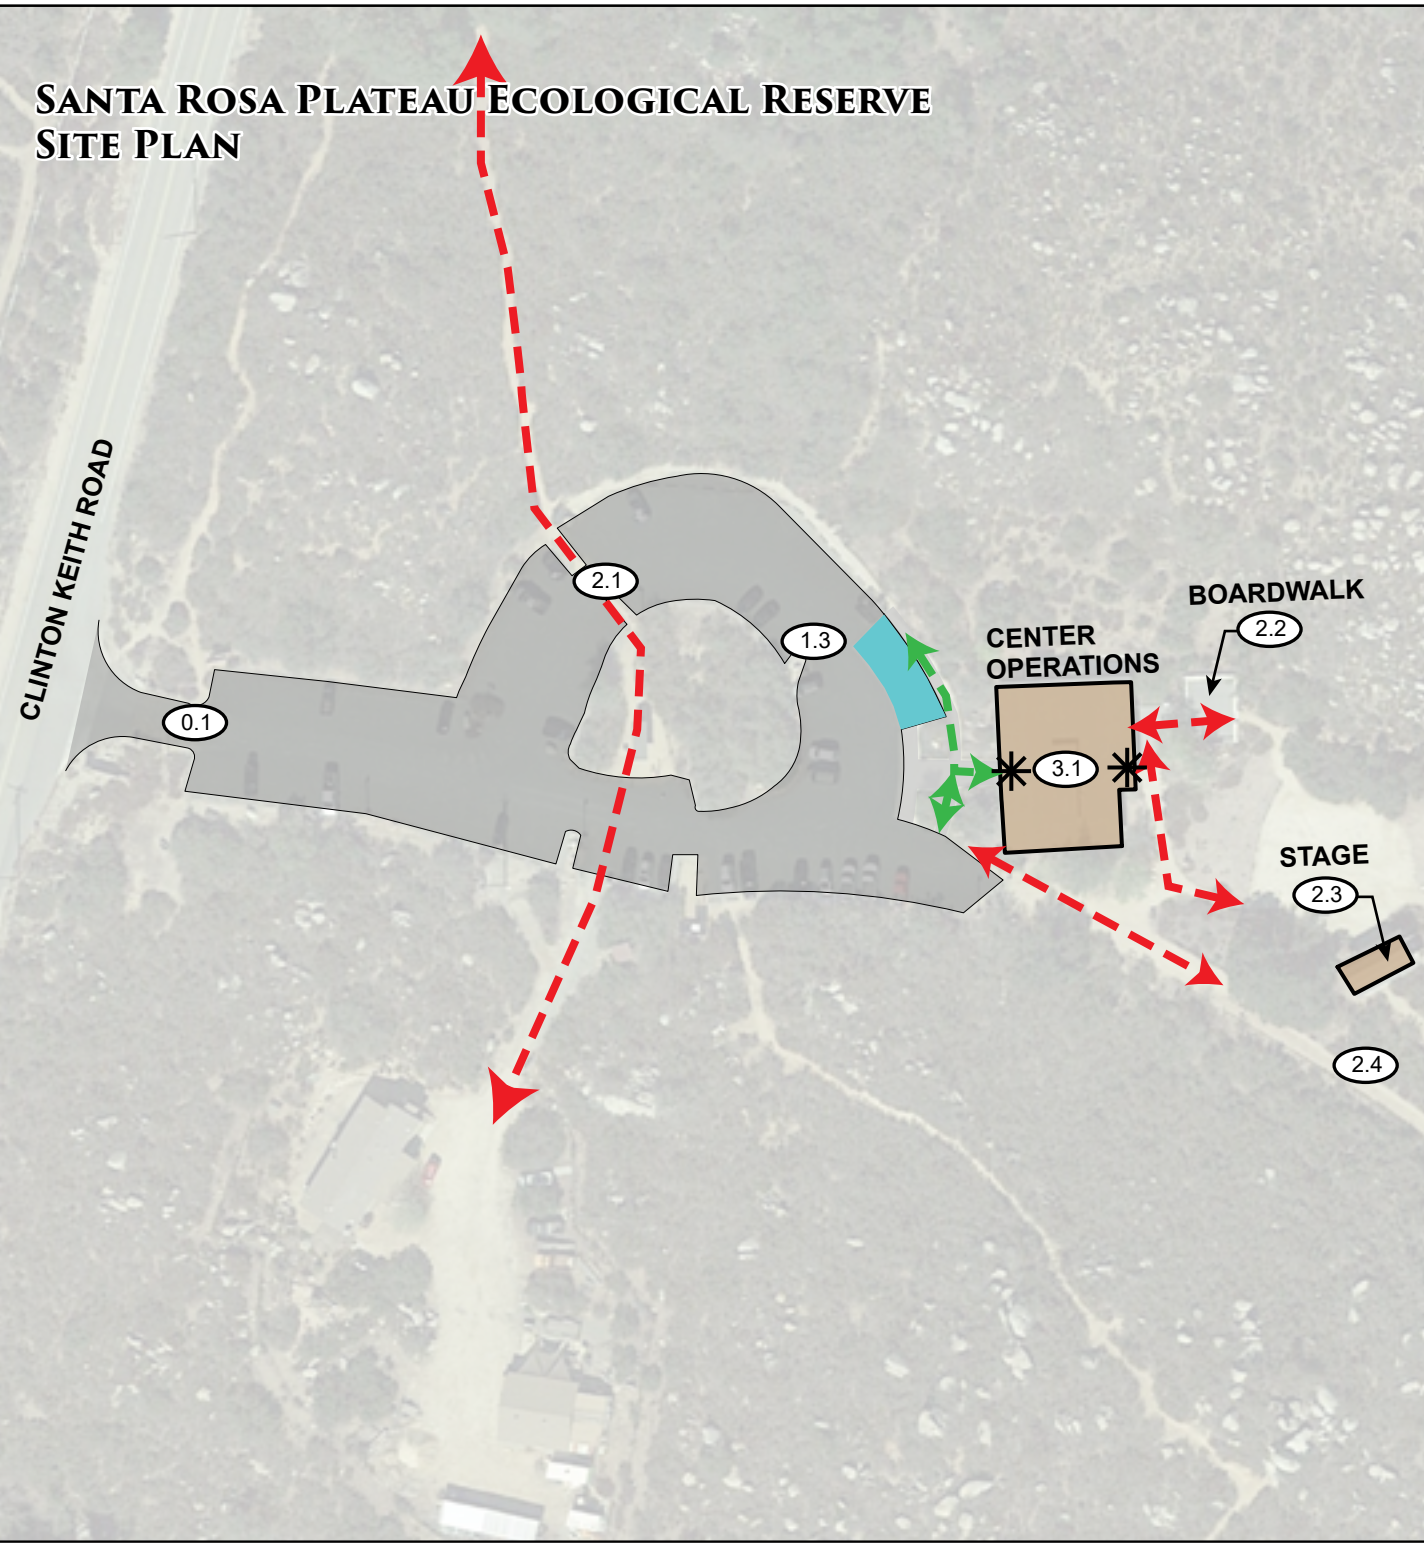 SANTA ROSA PLATEAU ECOLOGICAL RESERVE
SITE PLAN
CLINTON KEITH ROAD
2.1
BOARDWALK
2.2
1.3
CENTER
OPERATIONS
0.1
3.1
STAGE
2.3
2.4